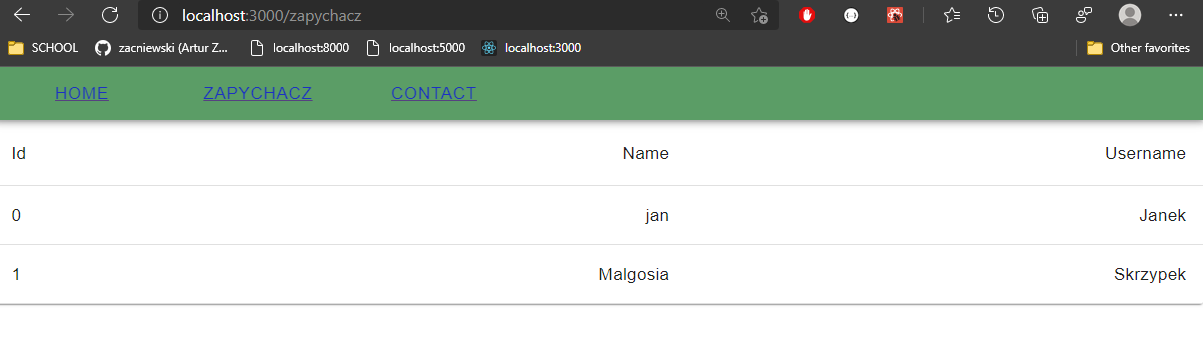 localhost:3000/zapychacz
SCHOOL zacniewski (Artur Z... localhost:8000 localhost:5000 localhost:3000 Other favorites
HOME ZAPYCHACZ CONTACT
Id Name Username
0 jan Janek
1 Malgosia Skrzypek